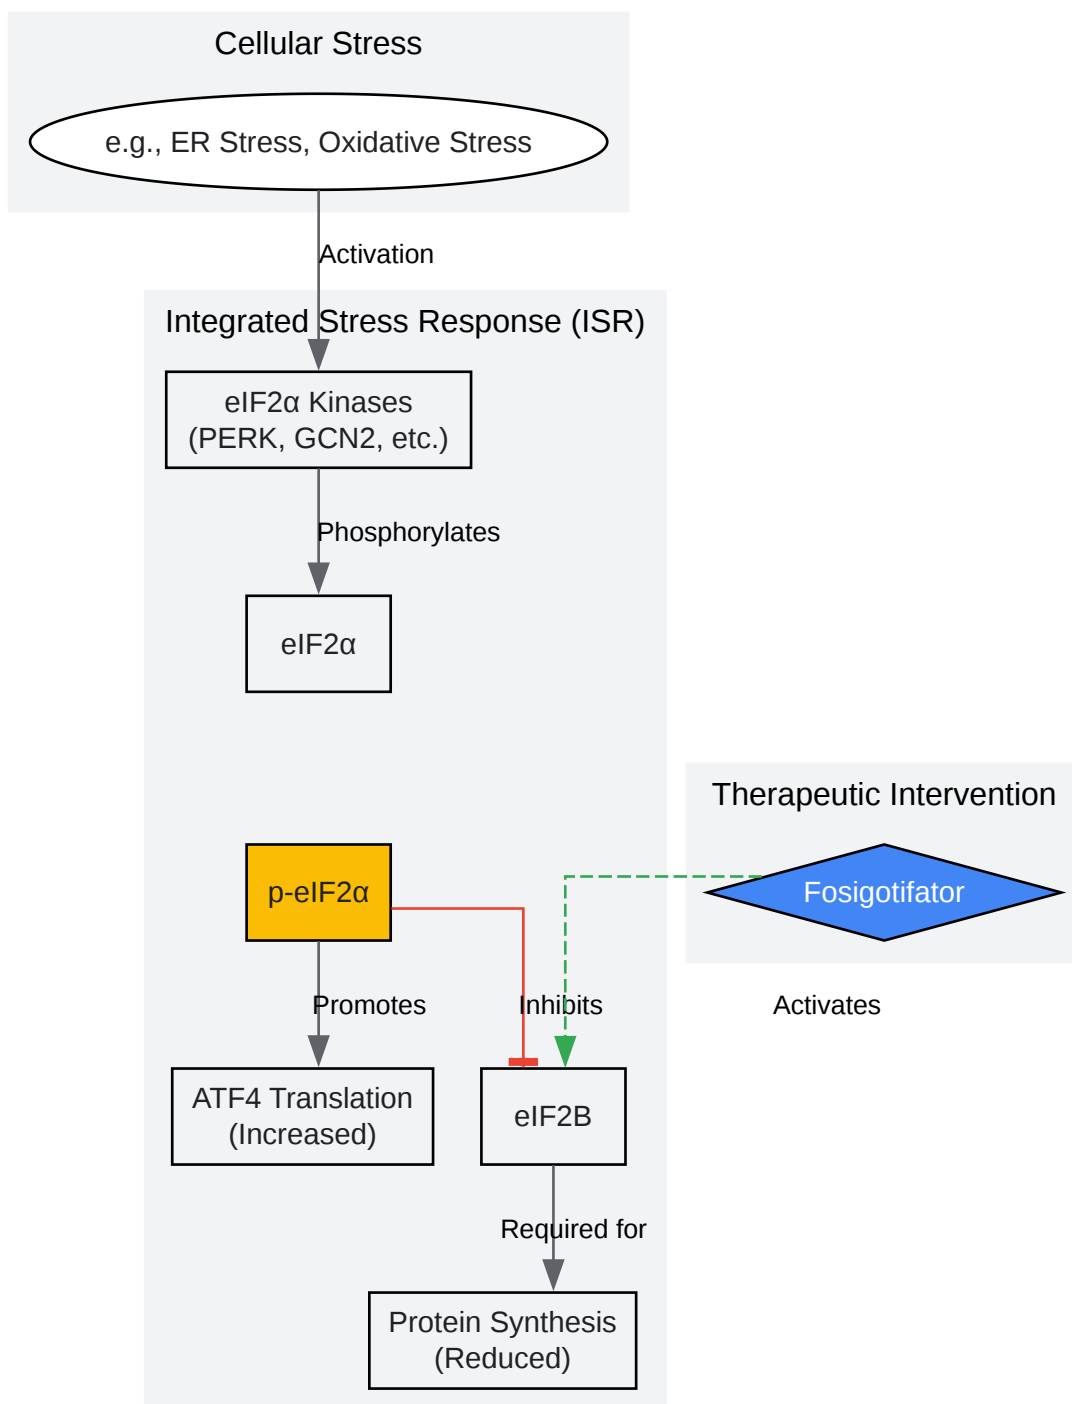 Cellular Stress
e.g., ER Stress, Oxidative Stress
Activation
Integrated Stress Response (ISR)
eIF2α Kinases
(PERK, GCN2, etc.)
Phosphorylates
eIF2α
Therapeutic Intervention
p-eIF2α
Fosigotifator
Promotes
Inhibits
Activates
ATF4 Translation
(Increased)
eIF2B
Required for
Protein Synthesis
(Reduced)